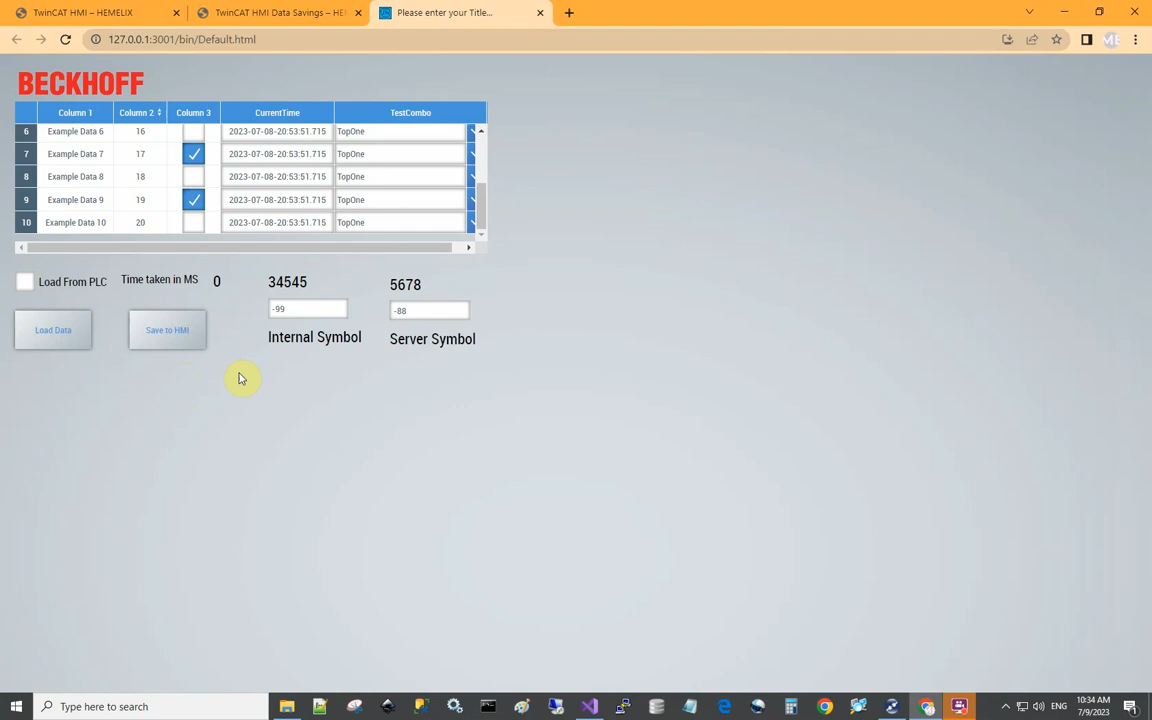 TwinCAT HMI – HEMELIX
TwinCAT HMI Data Savings – HE
Please enter your Title...
127.0.0.1:3001/bin/Default.html
BECKHOFF
Column 1 Column 2 Column 3 CurrentTime TestCombo
6 Example Data 6 16 2023-07-08-20:53:51.715 TopOne
7 Example Data 7 17 2023-07-08-20:53:51.715 TopOne
8 Example Data 8 18 2023-07-08-20:53:51.715 TopOne
9 Example Data 9 19 2023-07-08-20:53:51.715 TopOne
10 Example Data 10 20 2023-07-08-20:53:51.715 TopOne
Load From PLC Time taken in MS 0 34545 5678
-99 -88
Load Data Save to HMI Internal Symbol Server Symbol
Type here to search
ENG
10:34 AM
7/9/2023